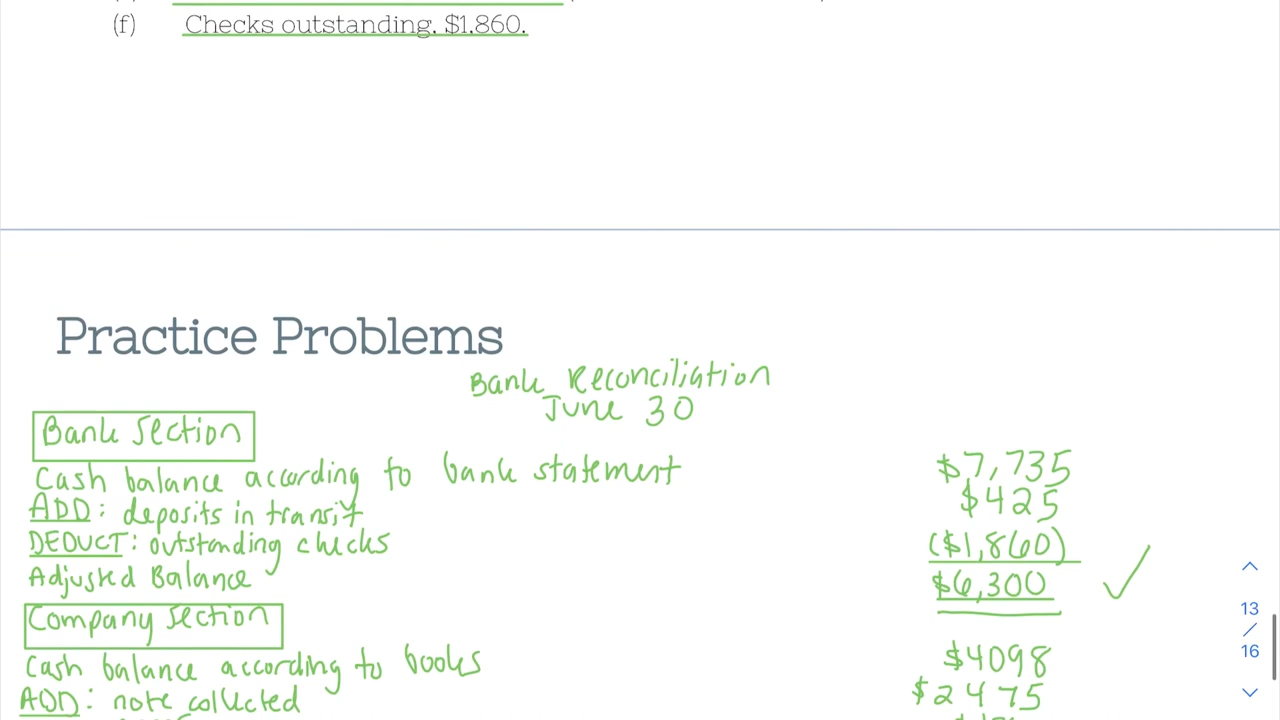 (f) Checks outstanding, $1,860.
Practice Problems
Bank Reconciliation
June 30
Bank Section
Cash balance according to bank statement $7,735
ADD: deposits in transit $425
DEDUCT: outstanding checks ($1,860)
Adjusted Balance $6,300
Company Section
Cash balance according to books $4098
ADD: note collected $2475
13
/
16